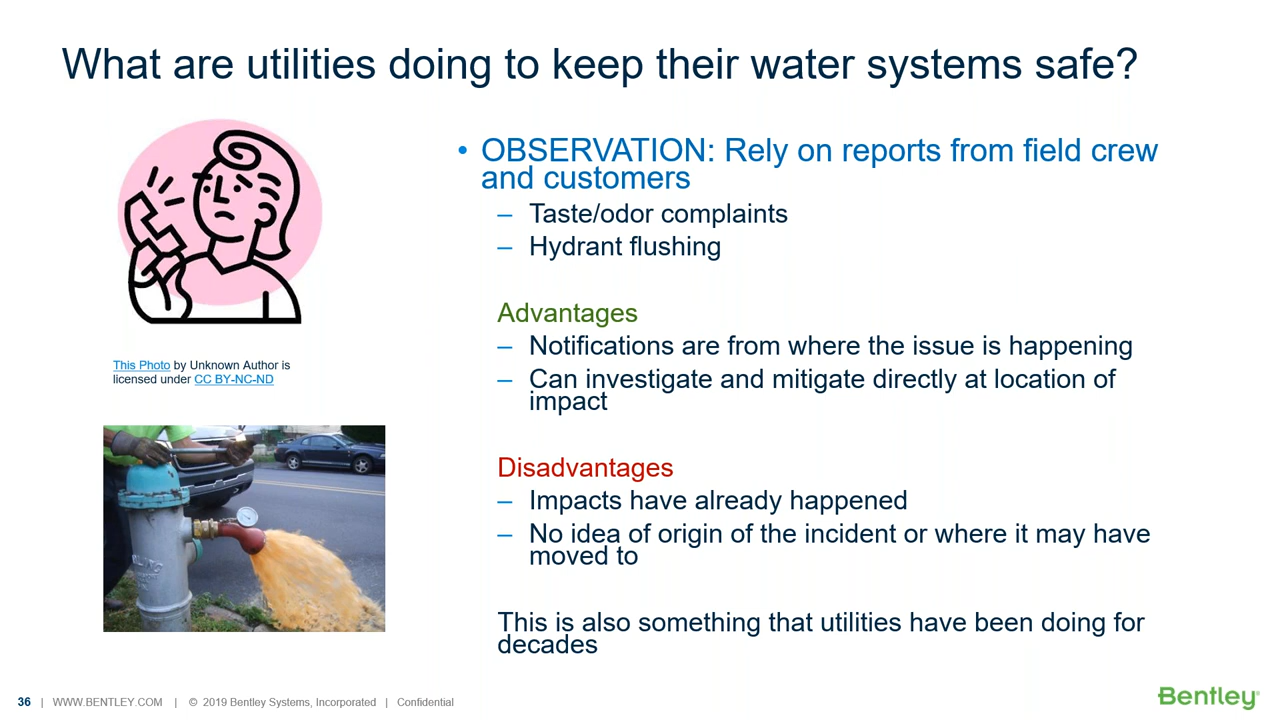 What are utilities doing to keep their water systems safe?
• OBSERVATION: Rely on reports from field crew
and customers
– Taste/odor complaints
– Hydrant flushing
Advantages
– Notifications are from where the issue is happening
– Can investigate and mitigate directly at location of
impact
Disadvantages
– Impacts have already happened
– No idea of origin of the incident or where it may have
moved to
This is also something that utilities have been doing for
decades
This Photo by Unknown Author is
licensed under CC BY-NC-ND
36 | WWW.BENTLEY.COM | © 2019 Bentley Systems, Incorporated | Confidential
Bentley